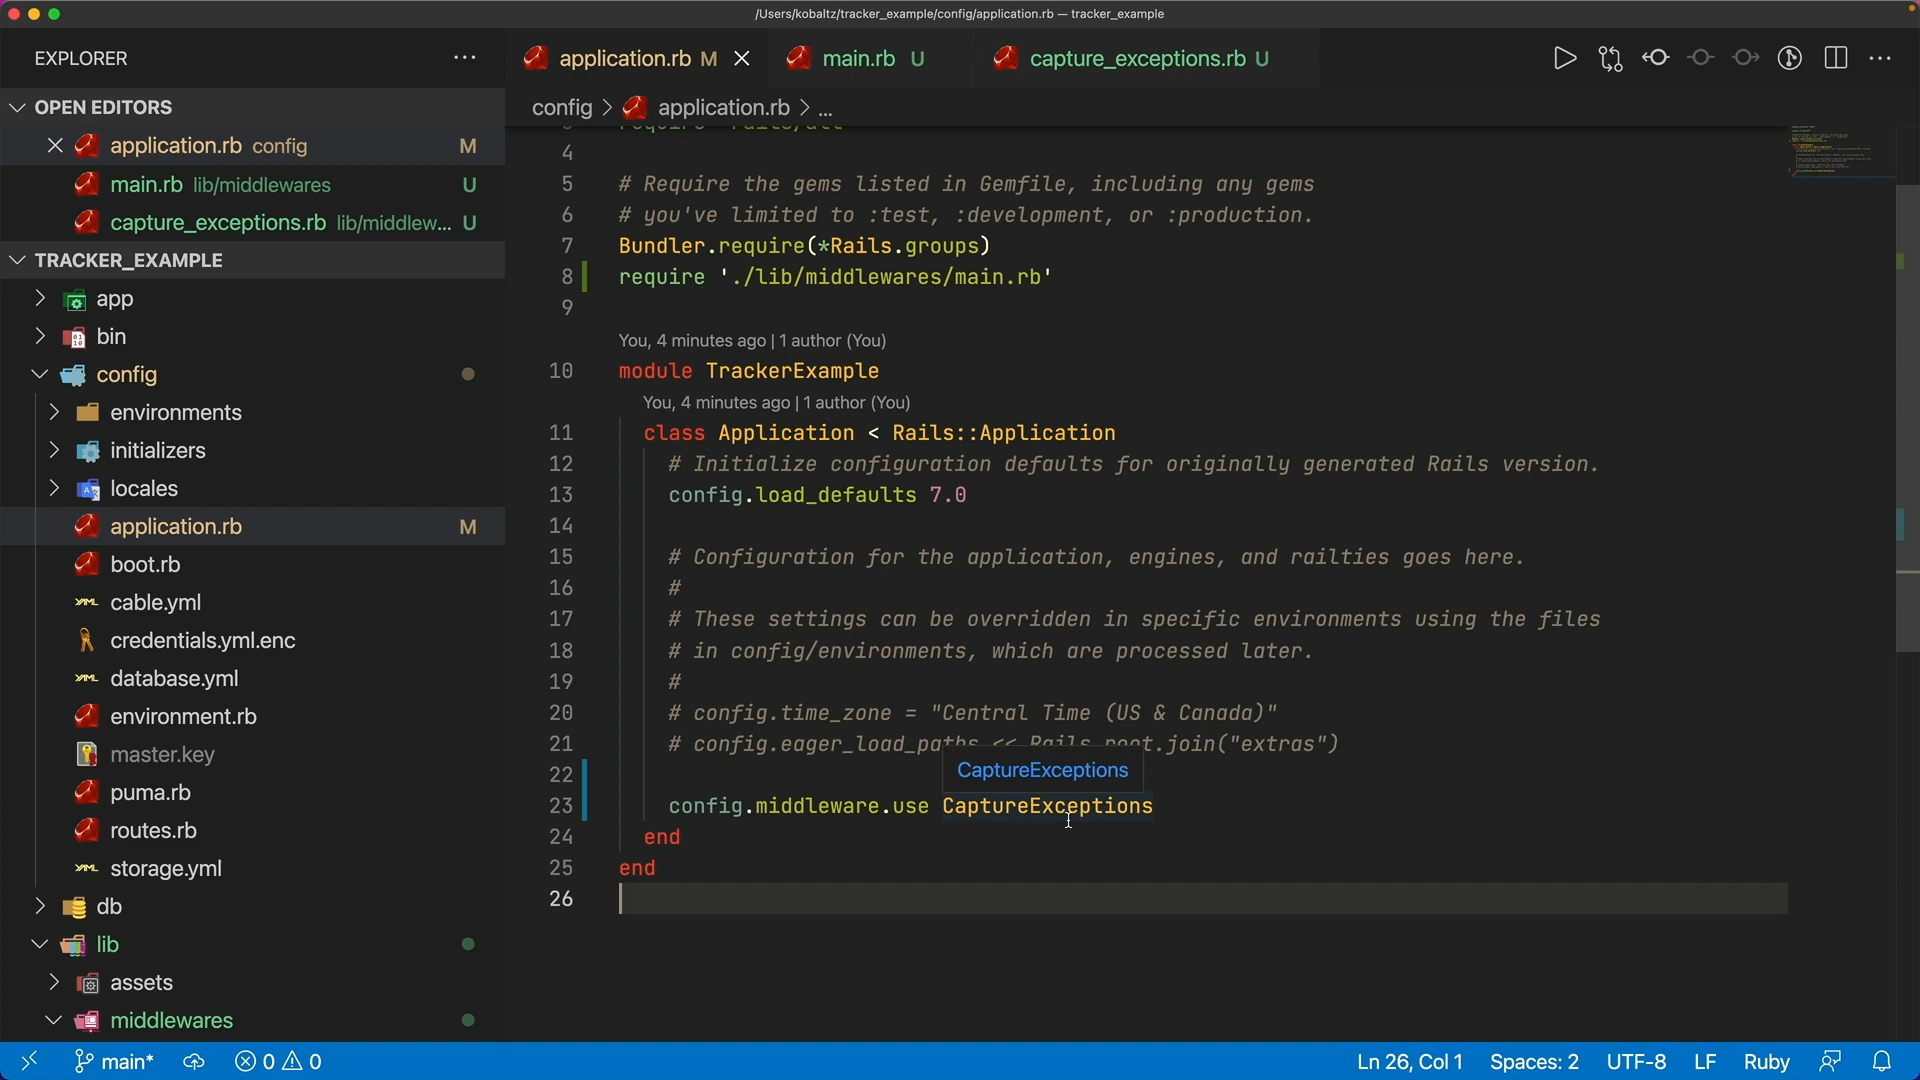 /Users/kobaltz/tracker_example/config/application.rb — tracker_example
EXPLORER
application.rb M
main.rb U
capture_exceptions.rb U
OPEN EDITORS
application.rb config M
main.rb lib/middlewares U
capture_exceptions.rb lib/middlew... U
TRACKER_EXAMPLE
app
bin
config
environments
initializers
locales
application.rb M
boot.rb
cable.yml
credentials.yml.enc
database.yml
environment.rb
master.key
puma.rb
routes.rb
storage.yml
db
lib
assets
middlewares
config > application.rb > ...
4
5 # Require the gems listed in Gemfile, including any gems
6 # you've limited to :test, :development, or :production.
7 Bundler.require(*Rails.groups)
8 require './lib/middlewares/main.rb'
9
You, 4 minutes ago | 1 author (You)
10 module TrackerExample
You, 4 minutes ago | 1 author (You)
11 class Application < Rails::Application
12 # Initialize configuration defaults for originally generated Rails version.
13 config.load_defaults 7.0
14
15 # Configuration for the application, engines, and railties goes here.
16 #
17 # These settings can be overridden in specific environments using the files
18 # in config/environments, which are processed later.
19 #
20 # config.time_zone = "Central Time (US & Canada)"
21 # config.eager_load_paths << Rails.root.join("extras")
CaptureExceptions
22
23 config.middleware.use CaptureExceptions
24 end
25 end
26
main* 0 0
Ln 26, Col 1 Spaces: 2 UTF-8 LF Ruby